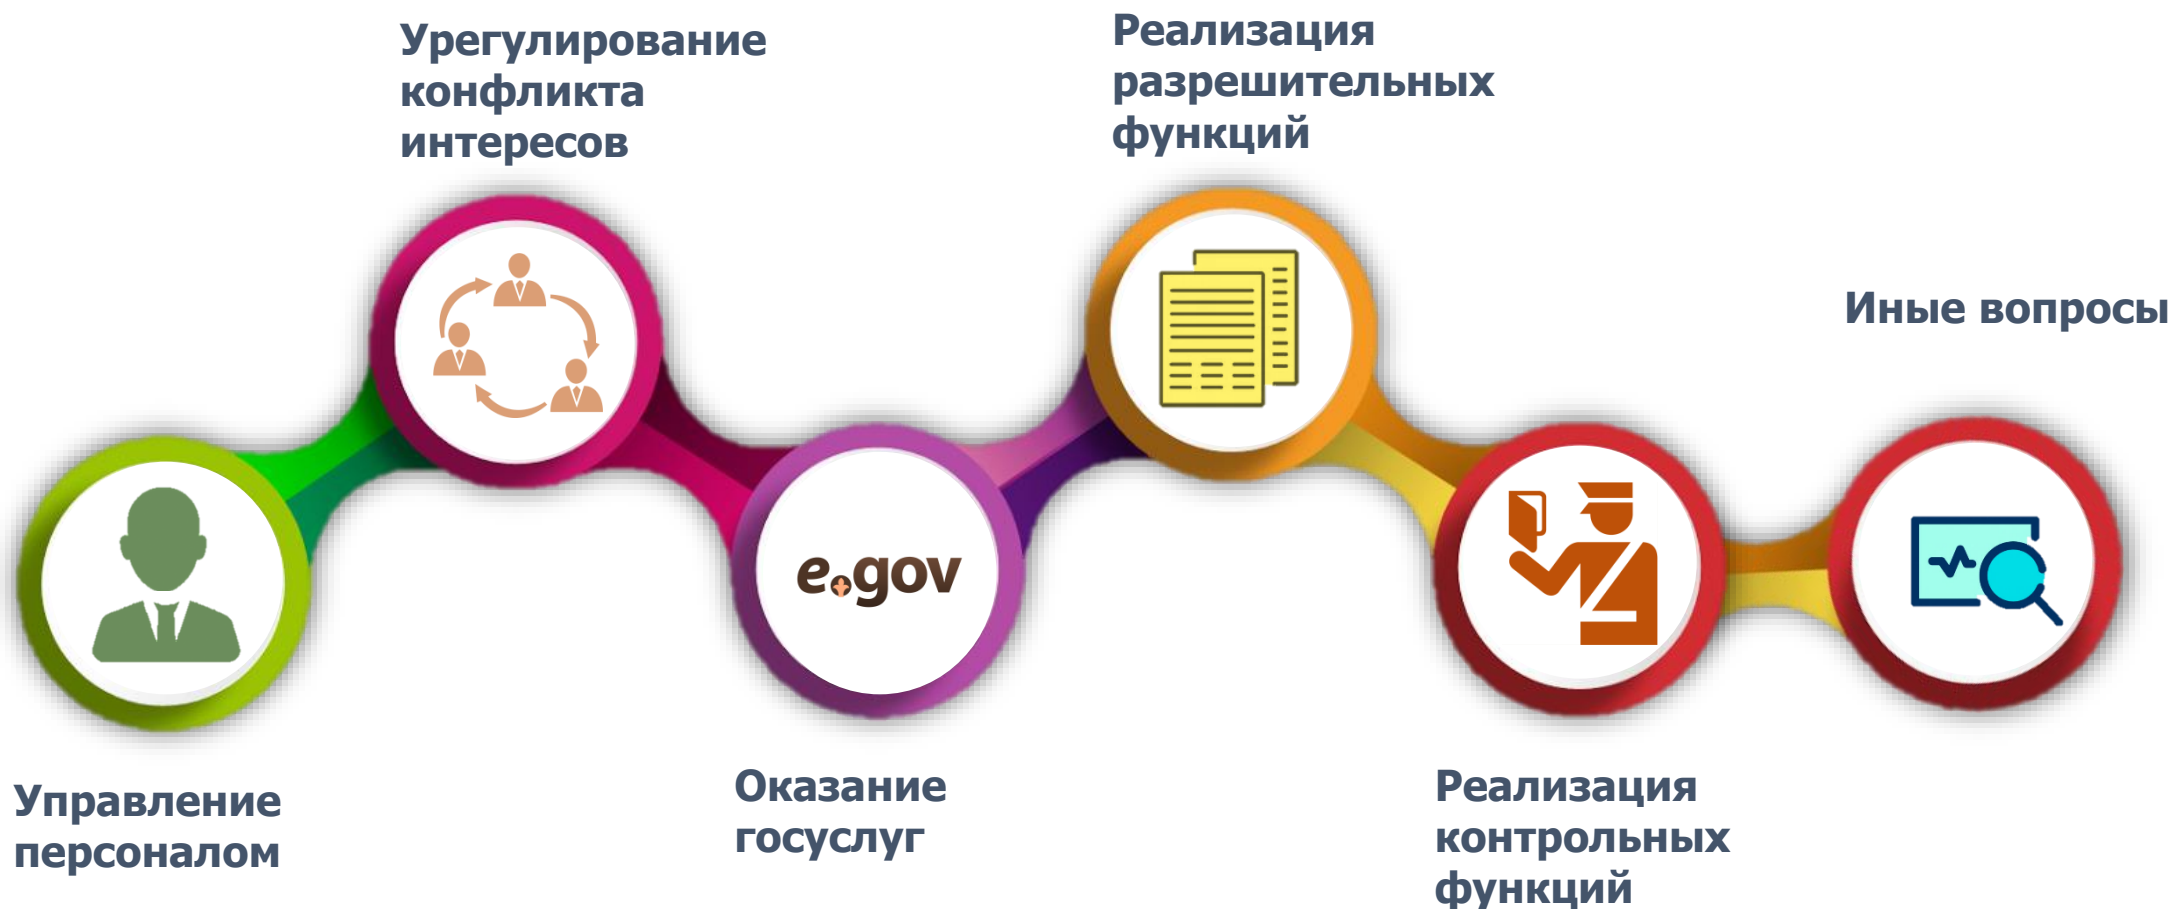 Урегулирование
конфликта
интересов
Реализация
разрешительных
функций
Иные вопросы
e.gov
Управление
персоналом
Оказание
госуслуг
Реализация
контрольных
функций